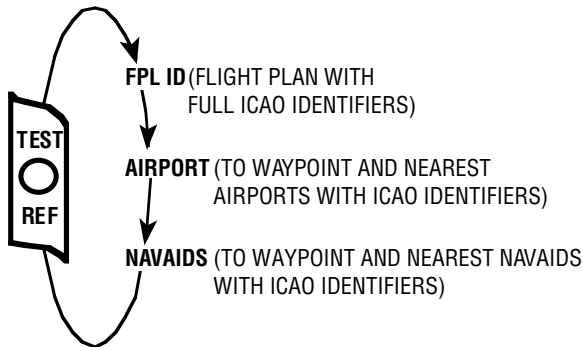 FPL ID (FLIGHT PLAN WITH
FULL ICAO IDENTIFIERS)
TEST
REF
AIRPORT (TO WAYPOINT AND NEAREST
AIRPORTS WITH ICAO IDENTIFIERS)
NAVAIDS (TO WAYPOINT AND NEAREST NAVAIDS
WITH ICAO IDENTIFIERS)